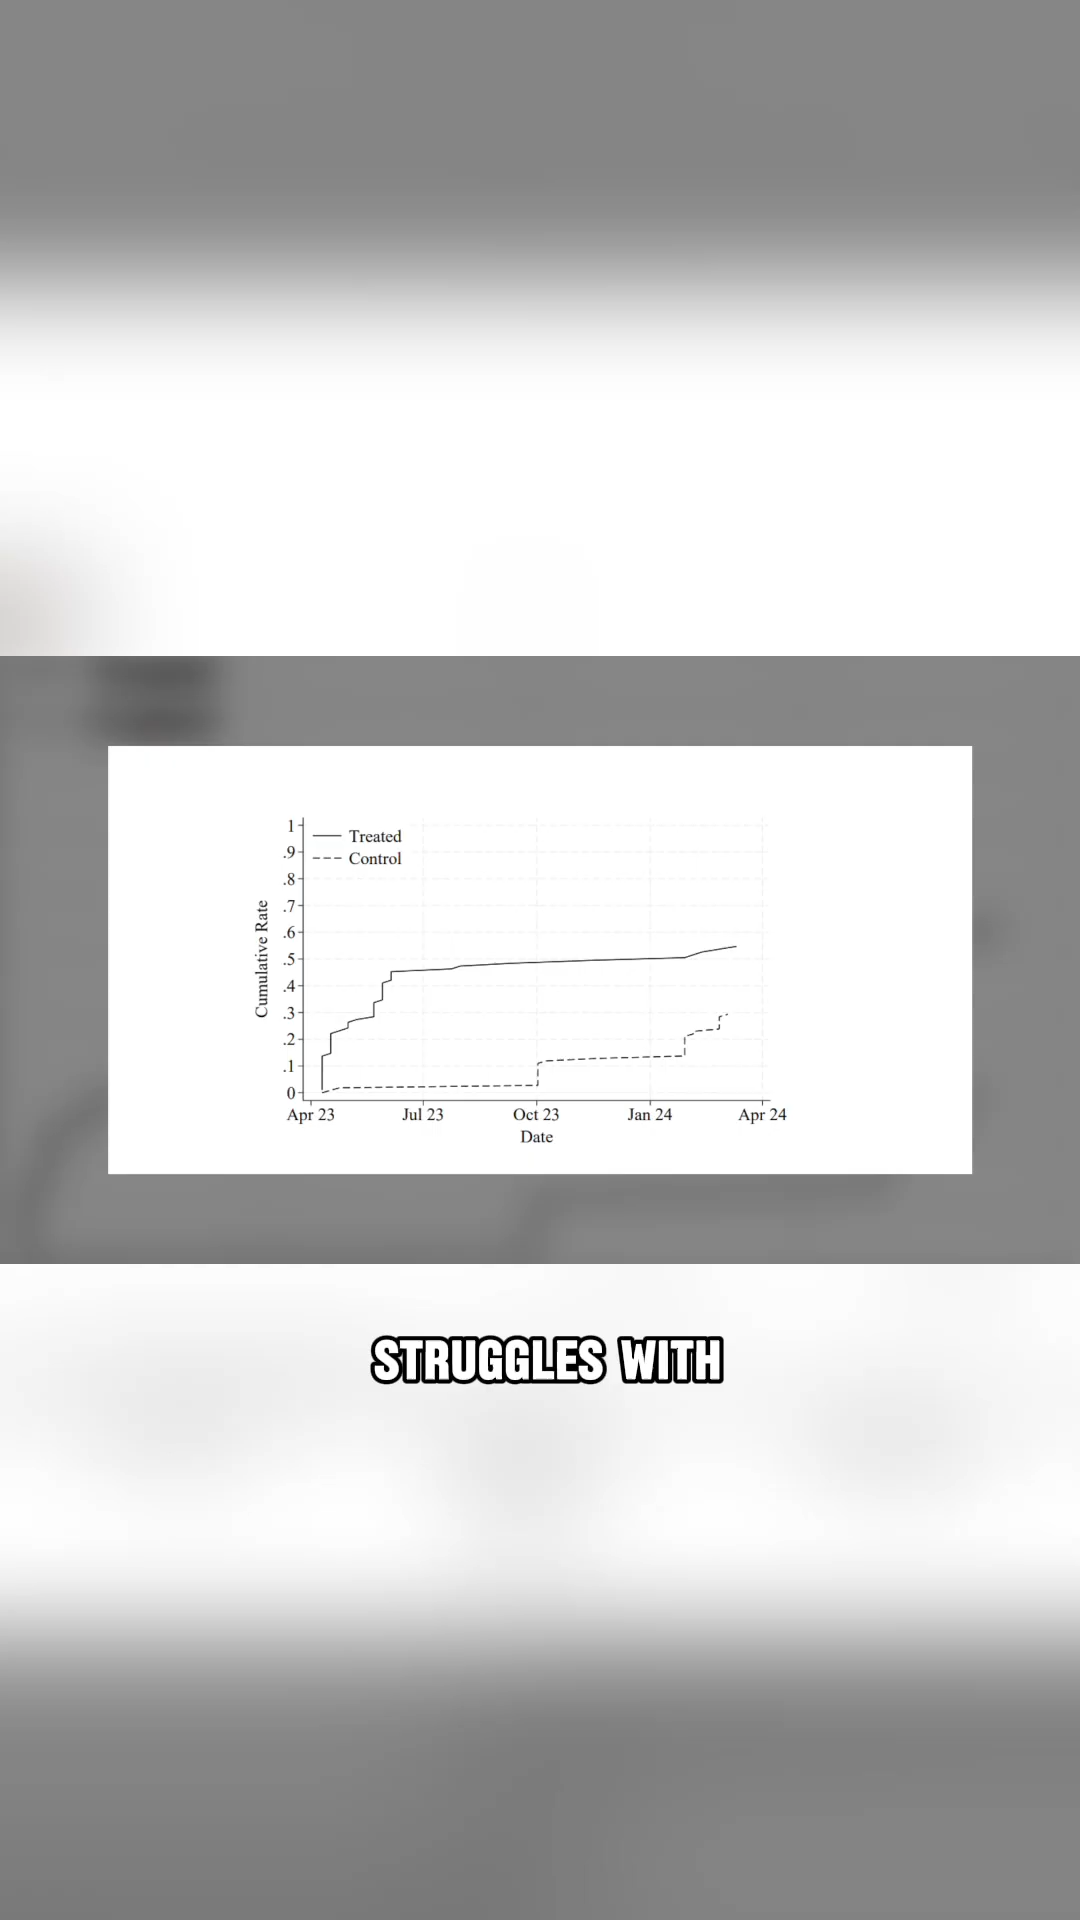 1
.9
.8
.7
.6
.5
.4
.3
.2
.1
0
Cumulative Rate
Treated
Control
Apr 23 Jul 23 Oct 23 Jan 24 Apr 24
Date
STRUGGLES WITH